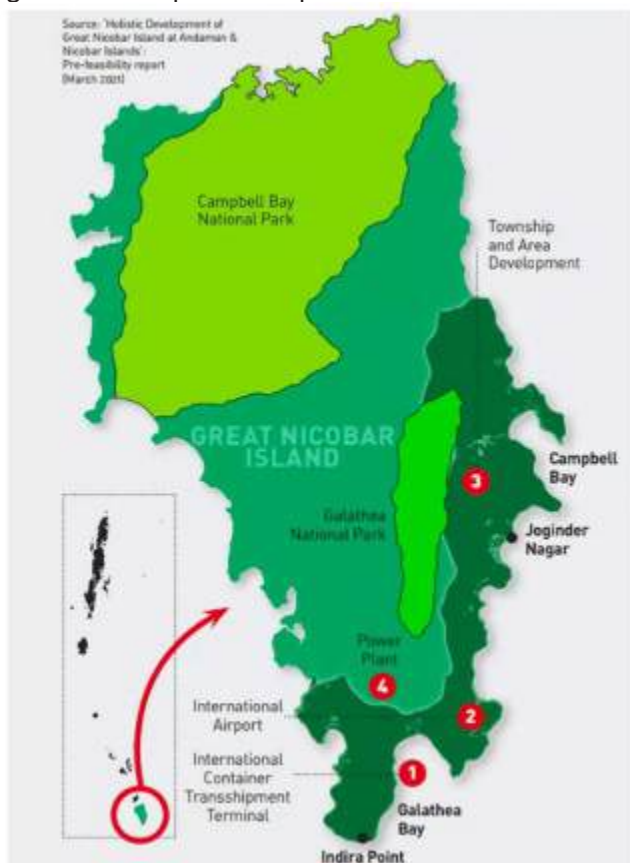 Source: 'Holistic Development of
Great Nicobar Island at Andaman &
Nicobar Islands':
Pre-feasibility report
(March 2021)
Campbell Bay
National Park
Township
and Area
Development
GREAT NICOBAR
ISLAND
Campbell
Bay
3
Galathea
National Park
Joginder
Nagar
Power
Plant
4
International
Airport
2
International
Container
Transshipment
Terminal
1
Galathea
Bay
Indira Point